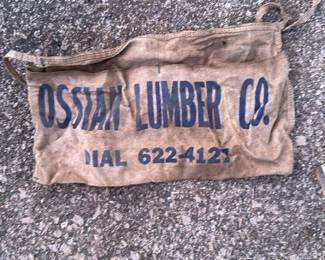 OSSIAN LUMBER CO.
DIAL 622-4121